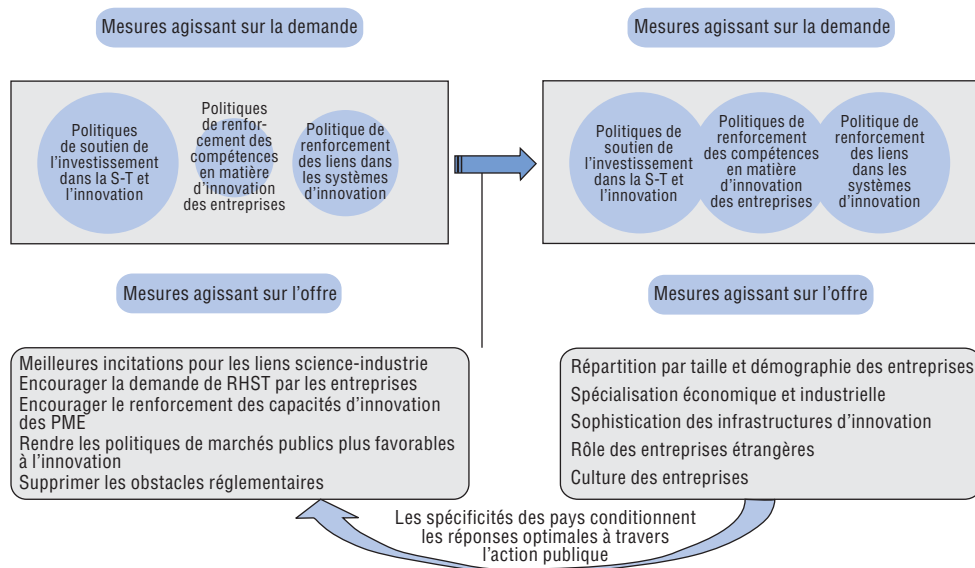 Mesures agissant sur la demande
Politiques
de soutien de
l'investissement
dans la S-T et
l'innovation
Politiques
de renfor-
cement des
compétences
en matière
d'innovation
des entreprises
Politique de
renforcement
des liens dans
les systèmes
d'innovation
Mesures agissant sur la demande
Politiques de
soutien de
l'investissement
dans la S-T et
l'innovation
Politiques de
renforcement
des compétences
en matière
d'innovation
des entreprises
Politique de
renforcement
des liens
dans les
systèmes
d'innovation
Mesures agissant sur l'offre
Meilleures incitations pour les liens science-industrie
Encourager la demande de RHST par les entreprises
Encourager le renforcement des capacités d'innovation
des PME
Rendre les politiques de marchés publics plus favorables
à l'innovation
Supprimer les obstacles réglementaires
Mesures agissant sur l'offre
Répartition par taille et démographie des entreprises
Spécialisation économique et industrielle
Sophistication des infrastructures d'innovation
Rôle des entreprises étrangères
Culture des entreprises
Les spécificités des pays conditionnent
les réponses optimales à travers
l'action publique